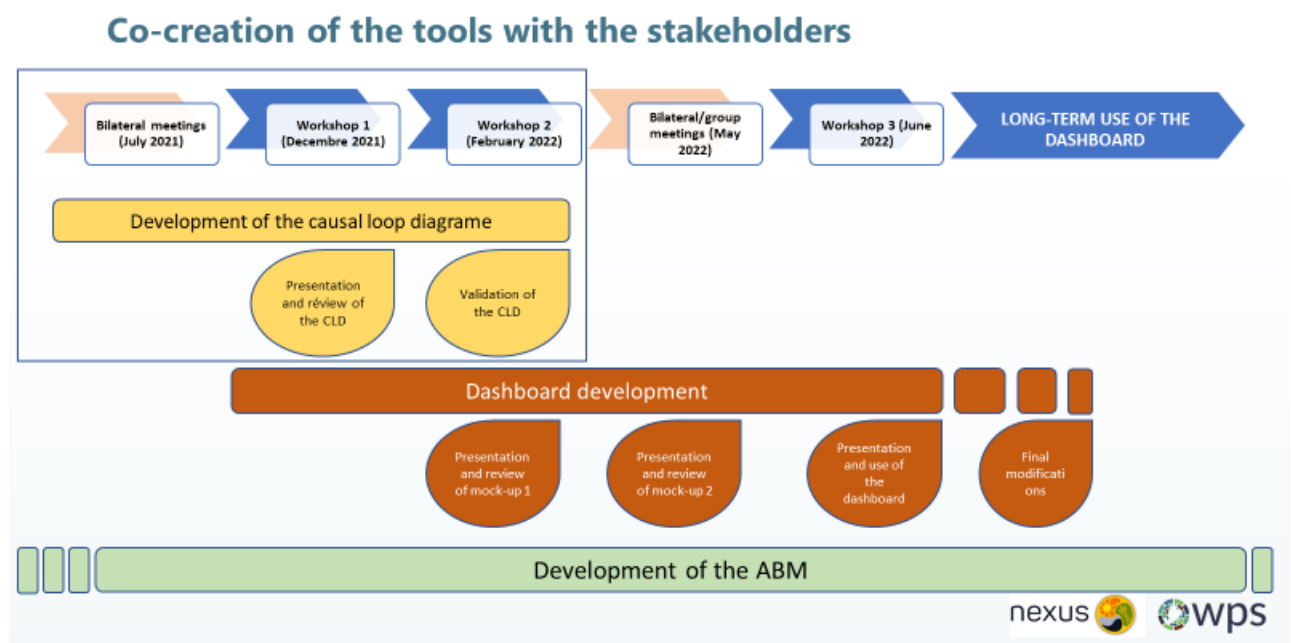 Co-creation of the tools with the stakeholders
Bilateral meetings
(July 2021)
Workshop 1
(Decembre 2021)
Workshop 2
(February 2022)
Bilateral/group
meetings (May
2022)
Workshop 3 (June
2022)
LONG-TERM USE OF THE
DASHBOARD
Development of the causal loop diagrame
Presentation
and réview of
the CLD
Validation of
the CLD
Dashboard development
Presentation
and review
of mock-up 1
Presentation
and review
of mock-up 2
Presentation
and use of
the
dashboard
Final
modificati
ons
Development of the ABM
nexus
wps